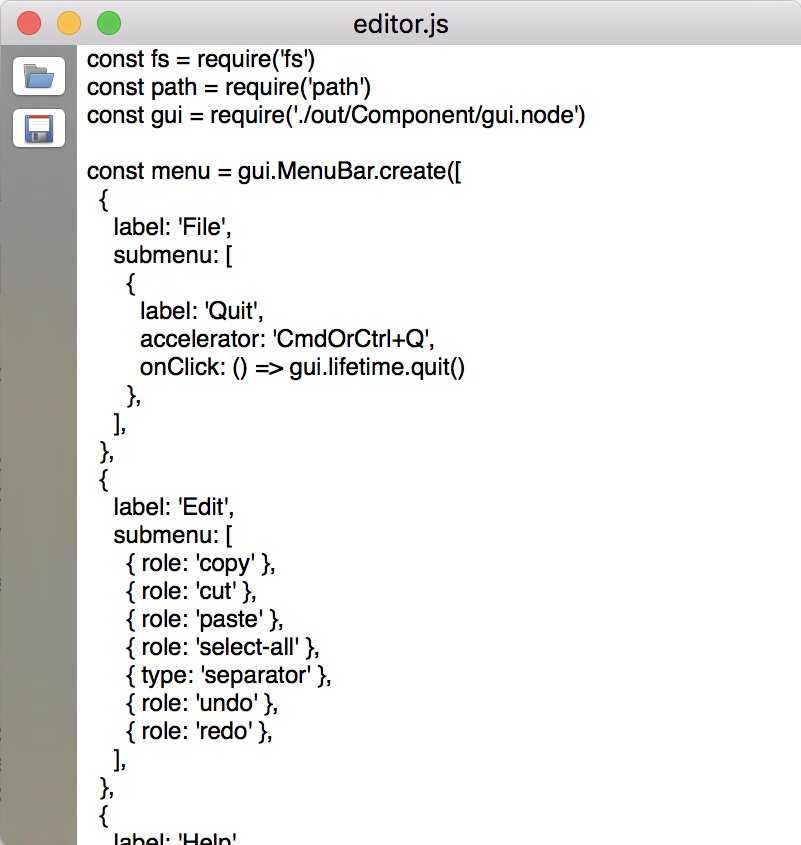 editor.js
const fs = require('fs')
const path = require('path')
const gui = require('./out/Component/gui.node')
const menu = gui.MenuBar.create([
{
label: 'File',
submenu: [
{
label: 'Quit',
accelerator: 'CmdOrCtrl+Q',
onClick: () => gui.lifetime.quit()
},
],
},
{
label: 'Edit',
submenu: [
{ role: 'copy' },
{ role: 'cut' },
{ role: 'paste' },
{ role: 'select-all' },
{ type: 'separator' },
{ role: 'undo' },
{ role: 'redo' },
],
},
{
label: 'Help'